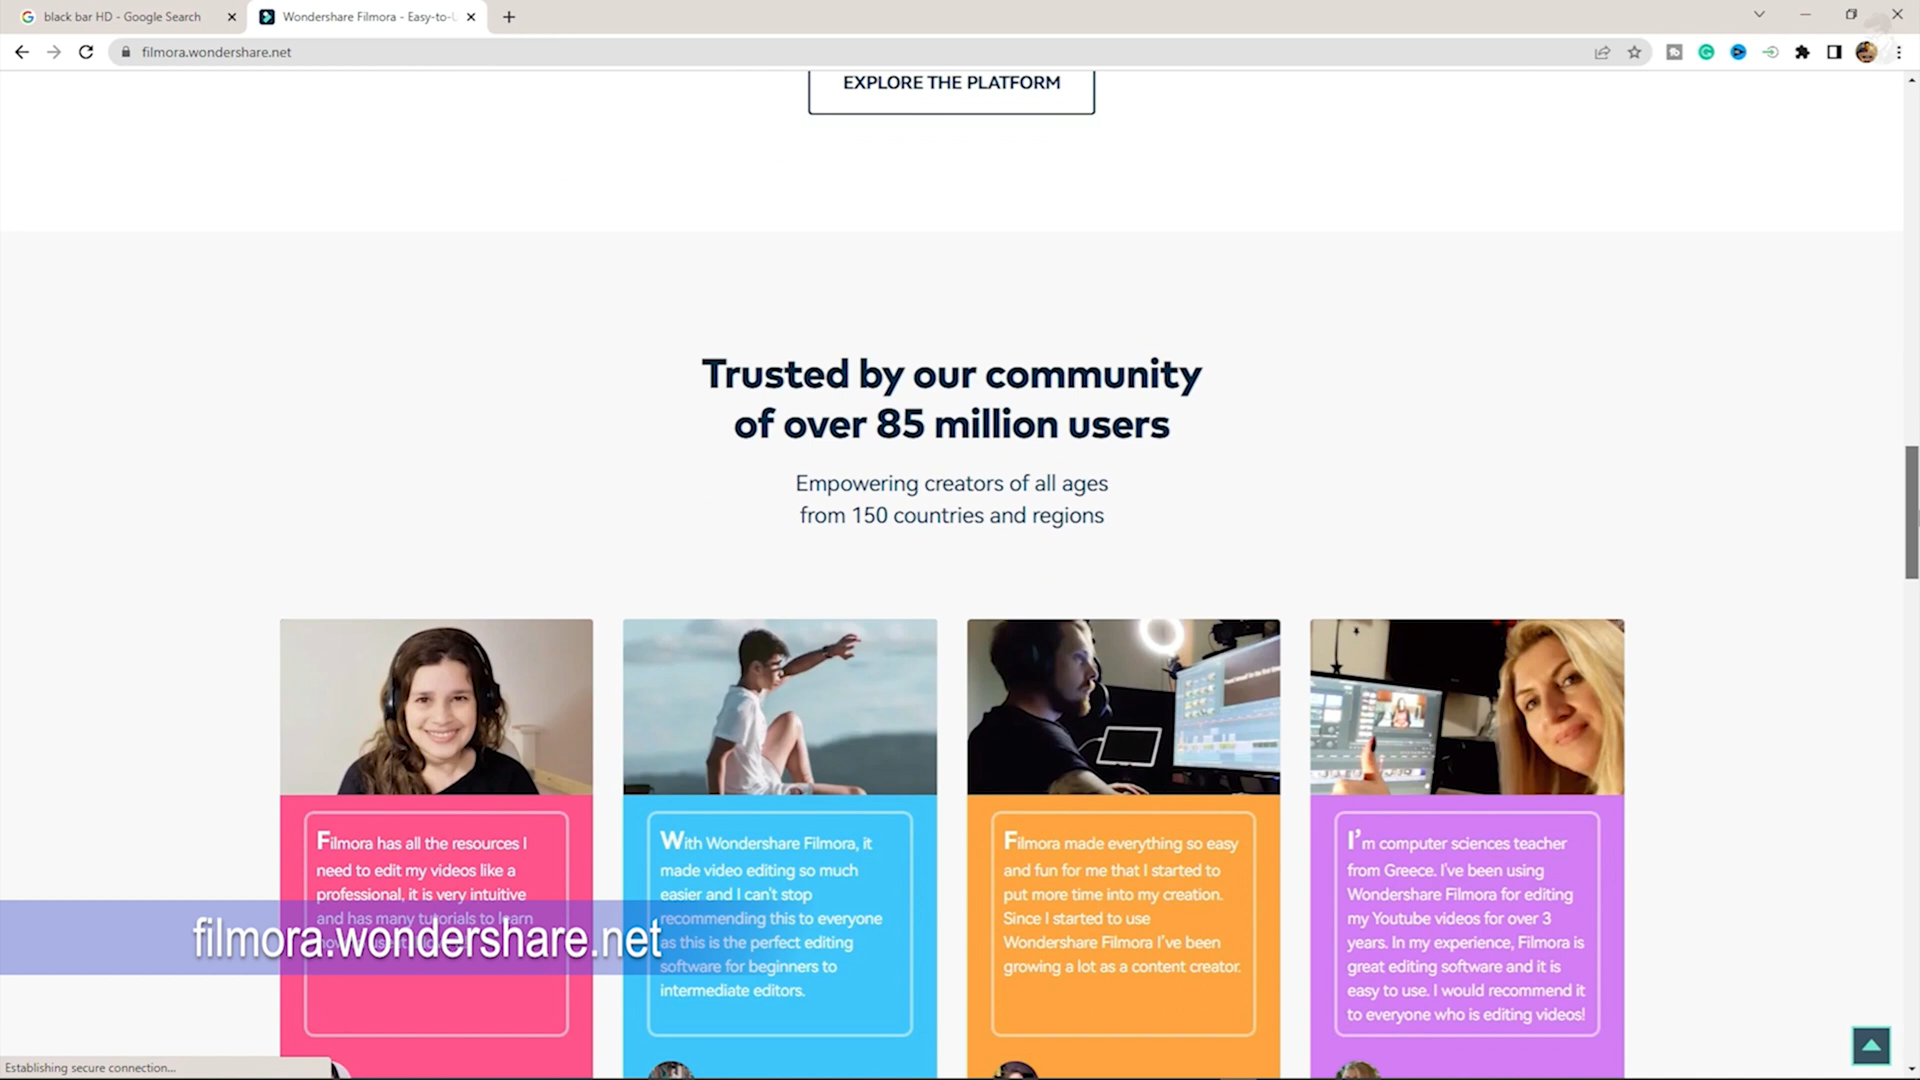 black bar HD - Google Search
Wondershare Filmora - Easy-to-U
filmora.wondershare.net
EXPLORE THE PLATFORM
Trusted by our community
of over 85 million users
Empowering creators of all ages
from 150 countries and regions
Filmora has all the resources I
need to edit my videos like a
professional, it is very intuitive
and has many tutorials to learn
With Wondershare Filmora, it
made video editing so much
easier and I can't stop
recommending this to everyone
as this is the perfect editing
software for beginners to
intermediate editors.
Filmora made everything so easy
and fun for me that I started to
put more time into my creation.
Since I started to use
Wondershare Filmora I've been
growing a lot as a content creator.
I'm computer sciences teacher
from Greece. I've been using
Wondershare Filmora for editing
my Youtube videos for over 3
years. In my experience, Filmora is
great editing software and it is
easy to use. I would recommend it
to everyone who is editing videos!
filmora.wondershare.net
Establishing secure connection...